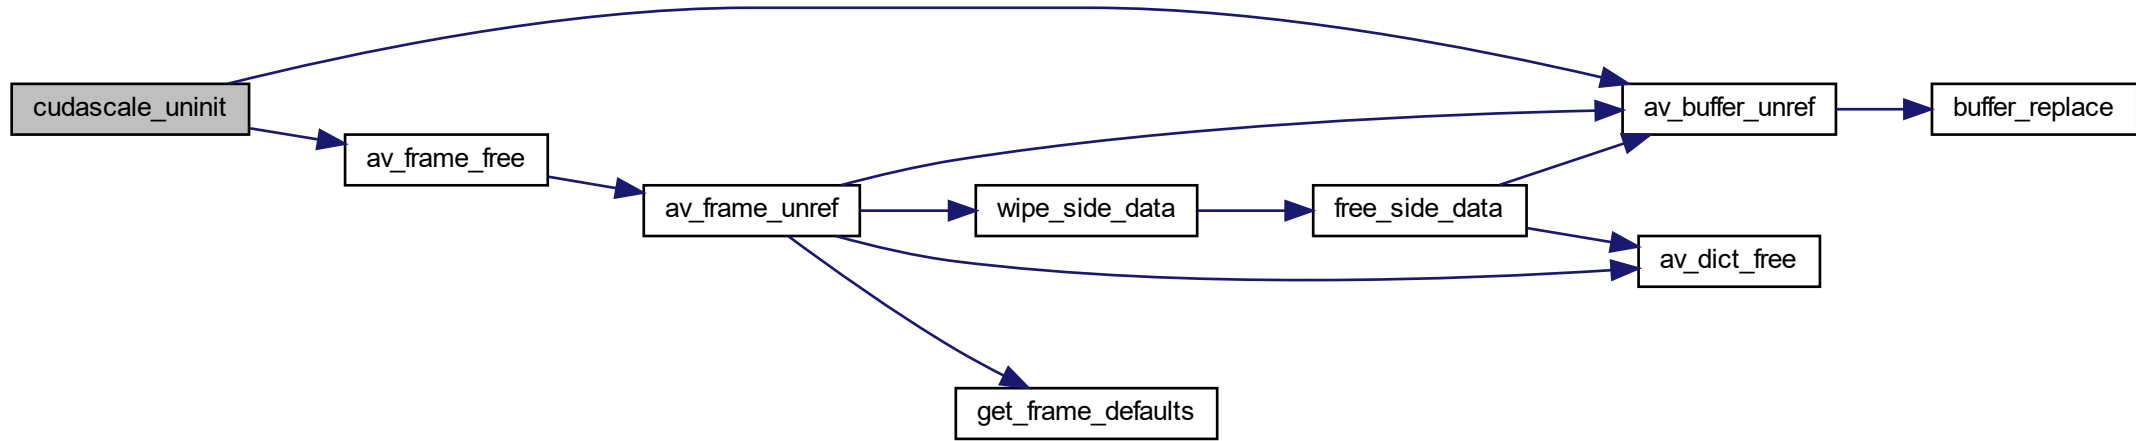 cudascale_uninit
av_buffer_unref
buffer_replace
av_frame_free
av_frame_unref
wipe_side_data
free_side_data
av_dict_free
get_frame_defaults